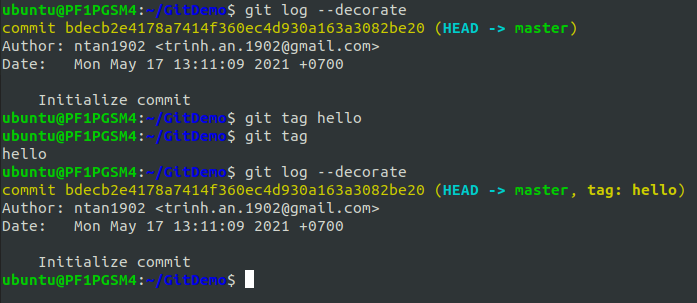 ubuntu@PF1PGSM4:~/GitDemo$ git log --decorate
commit bdecb2e4178a7414f360ec4d930a163a3082be20 (HEAD -> master)
Author: ntan1902 <trinh.an.1902@gmail.com>
Date:   Mon May 17 13:11:09 2021 +0700

    Initialize commit
ubuntu@PF1PGSM4:~/GitDemo$ git tag hello
ubuntu@PF1PGSM4:~/GitDemo$ git tag
hello
ubuntu@PF1PGSM4:~/GitDemo$ git log --decorate
commit bdecb2e4178a7414f360ec4d930a163a3082be20 (HEAD -> master, tag: hello)
Author: ntan1902 <trinh.an.1902@gmail.com>
Date:   Mon May 17 13:11:09 2021 +0700

    Initialize commit
ubuntu@PF1PGSM4:~/GitDemo$